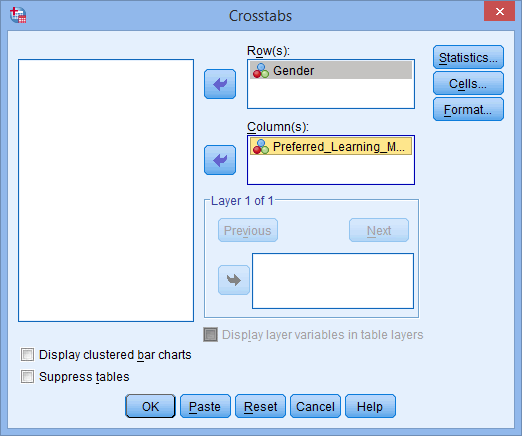 Crosstabs
Row(s):
Gender
Statistics...
Cells...
Format...
Column(s):
Preferred_Learning_M...
Layer 1 of 1
Previous
Next
Display layer variables in table layers
Display clustered bar charts
Suppress tables
OK
Paste
Reset
Cancel
Help